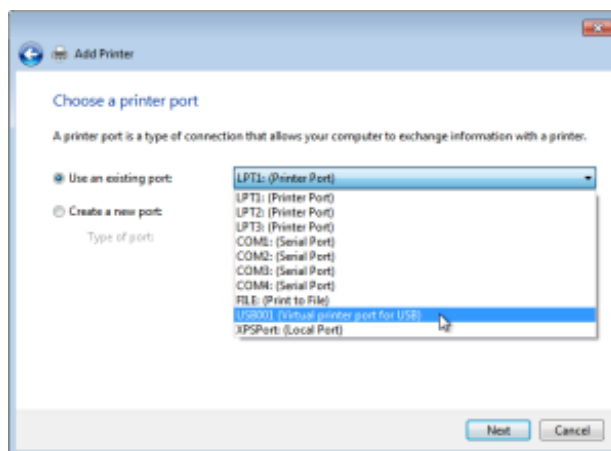 Add Printer
Choose a printer port
A printer port is a type of connection that allows your computer to exchange information with a printer.
Use an existing port:
LPT1: (Printer Port)
LPT1: (Printer Port)
LPT2: (Printer Port)
LPT3: (Printer Port)
Create a new port:
COM1: (Serial Port)
COM2: (Serial Port)
Type of port:
COM3: (Serial Port)
COM4: (Serial Port)
FILE: (Print to File)
USB001 (Virtual printer port for USB)
XPSPort: (Local Port)
Next
Cancel